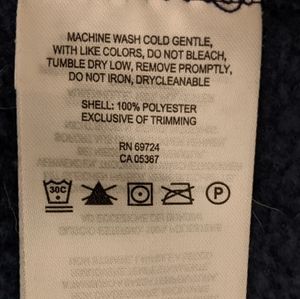 MACHINE WASH COLD GENTLE,
WITH LIKE COLORS, DO NOT BLEACH,
TUMBLE DRY LOW, REMOVE PROMPTLY,
DO NOT IRON, DRYCLEANABLE
SHELL: 100% POLYESTER
EXCLUSIVE OF TRIMMING
RN 69724
CA 05367
30C P